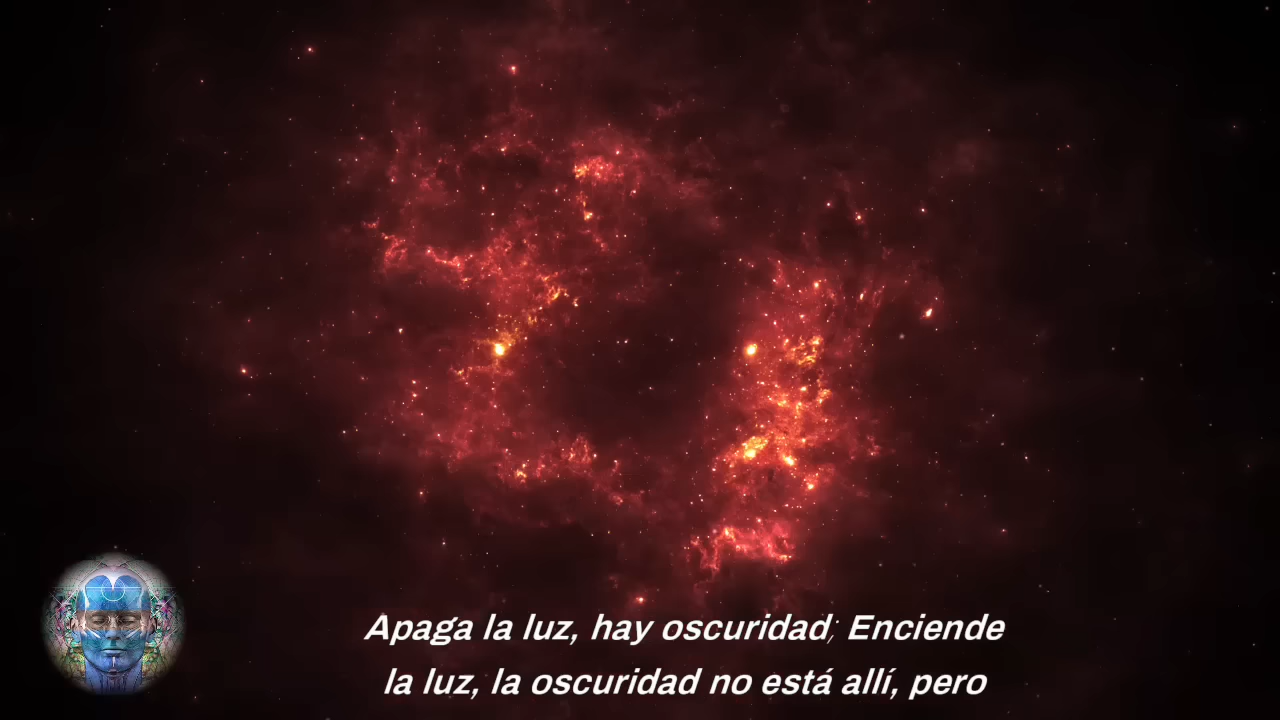 Apaga la luz, hay oscuridad; Enciende
la luz, la oscuridad no está allí, pero